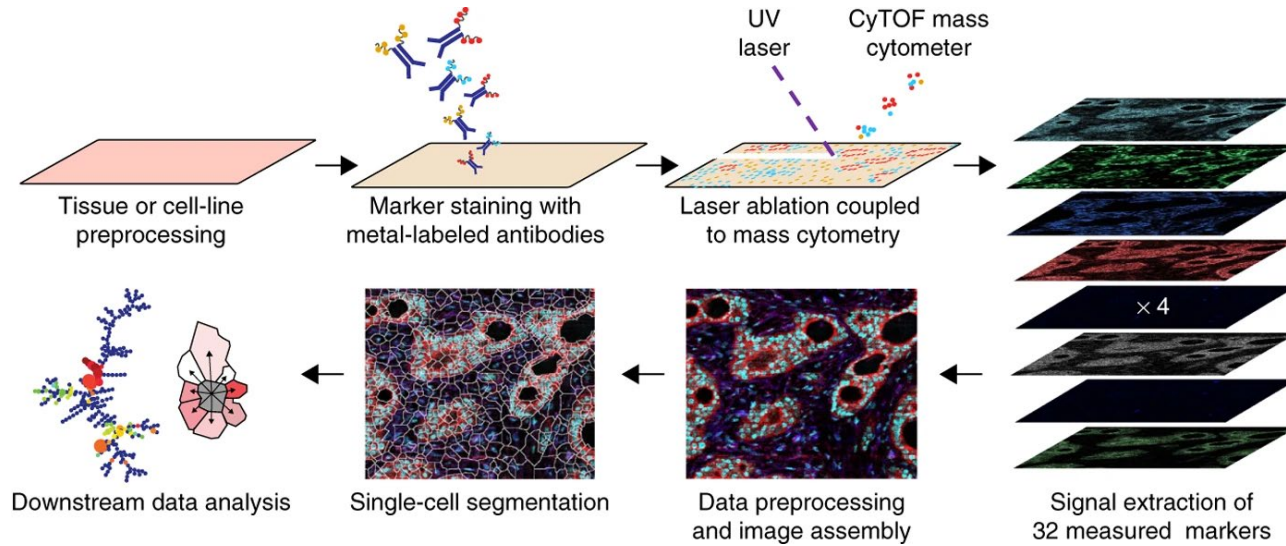 UV
laser
CyTOF mass
cytometer
Tissue or cell-line
preprocessing
Marker staining with
metal-labeled antibodies
Laser ablation coupled
to mass cytometry
× 4
Signal extraction of
32 measured markers
Data preprocessing
and image assembly
Single-cell segmentation
Downstream data analysis